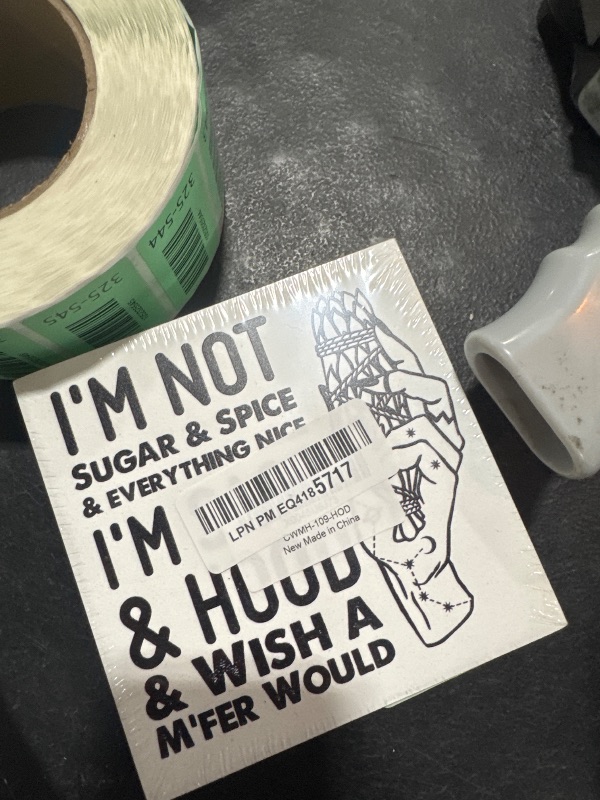 325-544
325-545
I'M NOT
SUGAR & SPICE
& EVERYTHING NICE
I'M
& HOOD
& WISH A
M'FER WOULD
LPN PM EQ4185717
CWMH-109-HOD
New Made in China